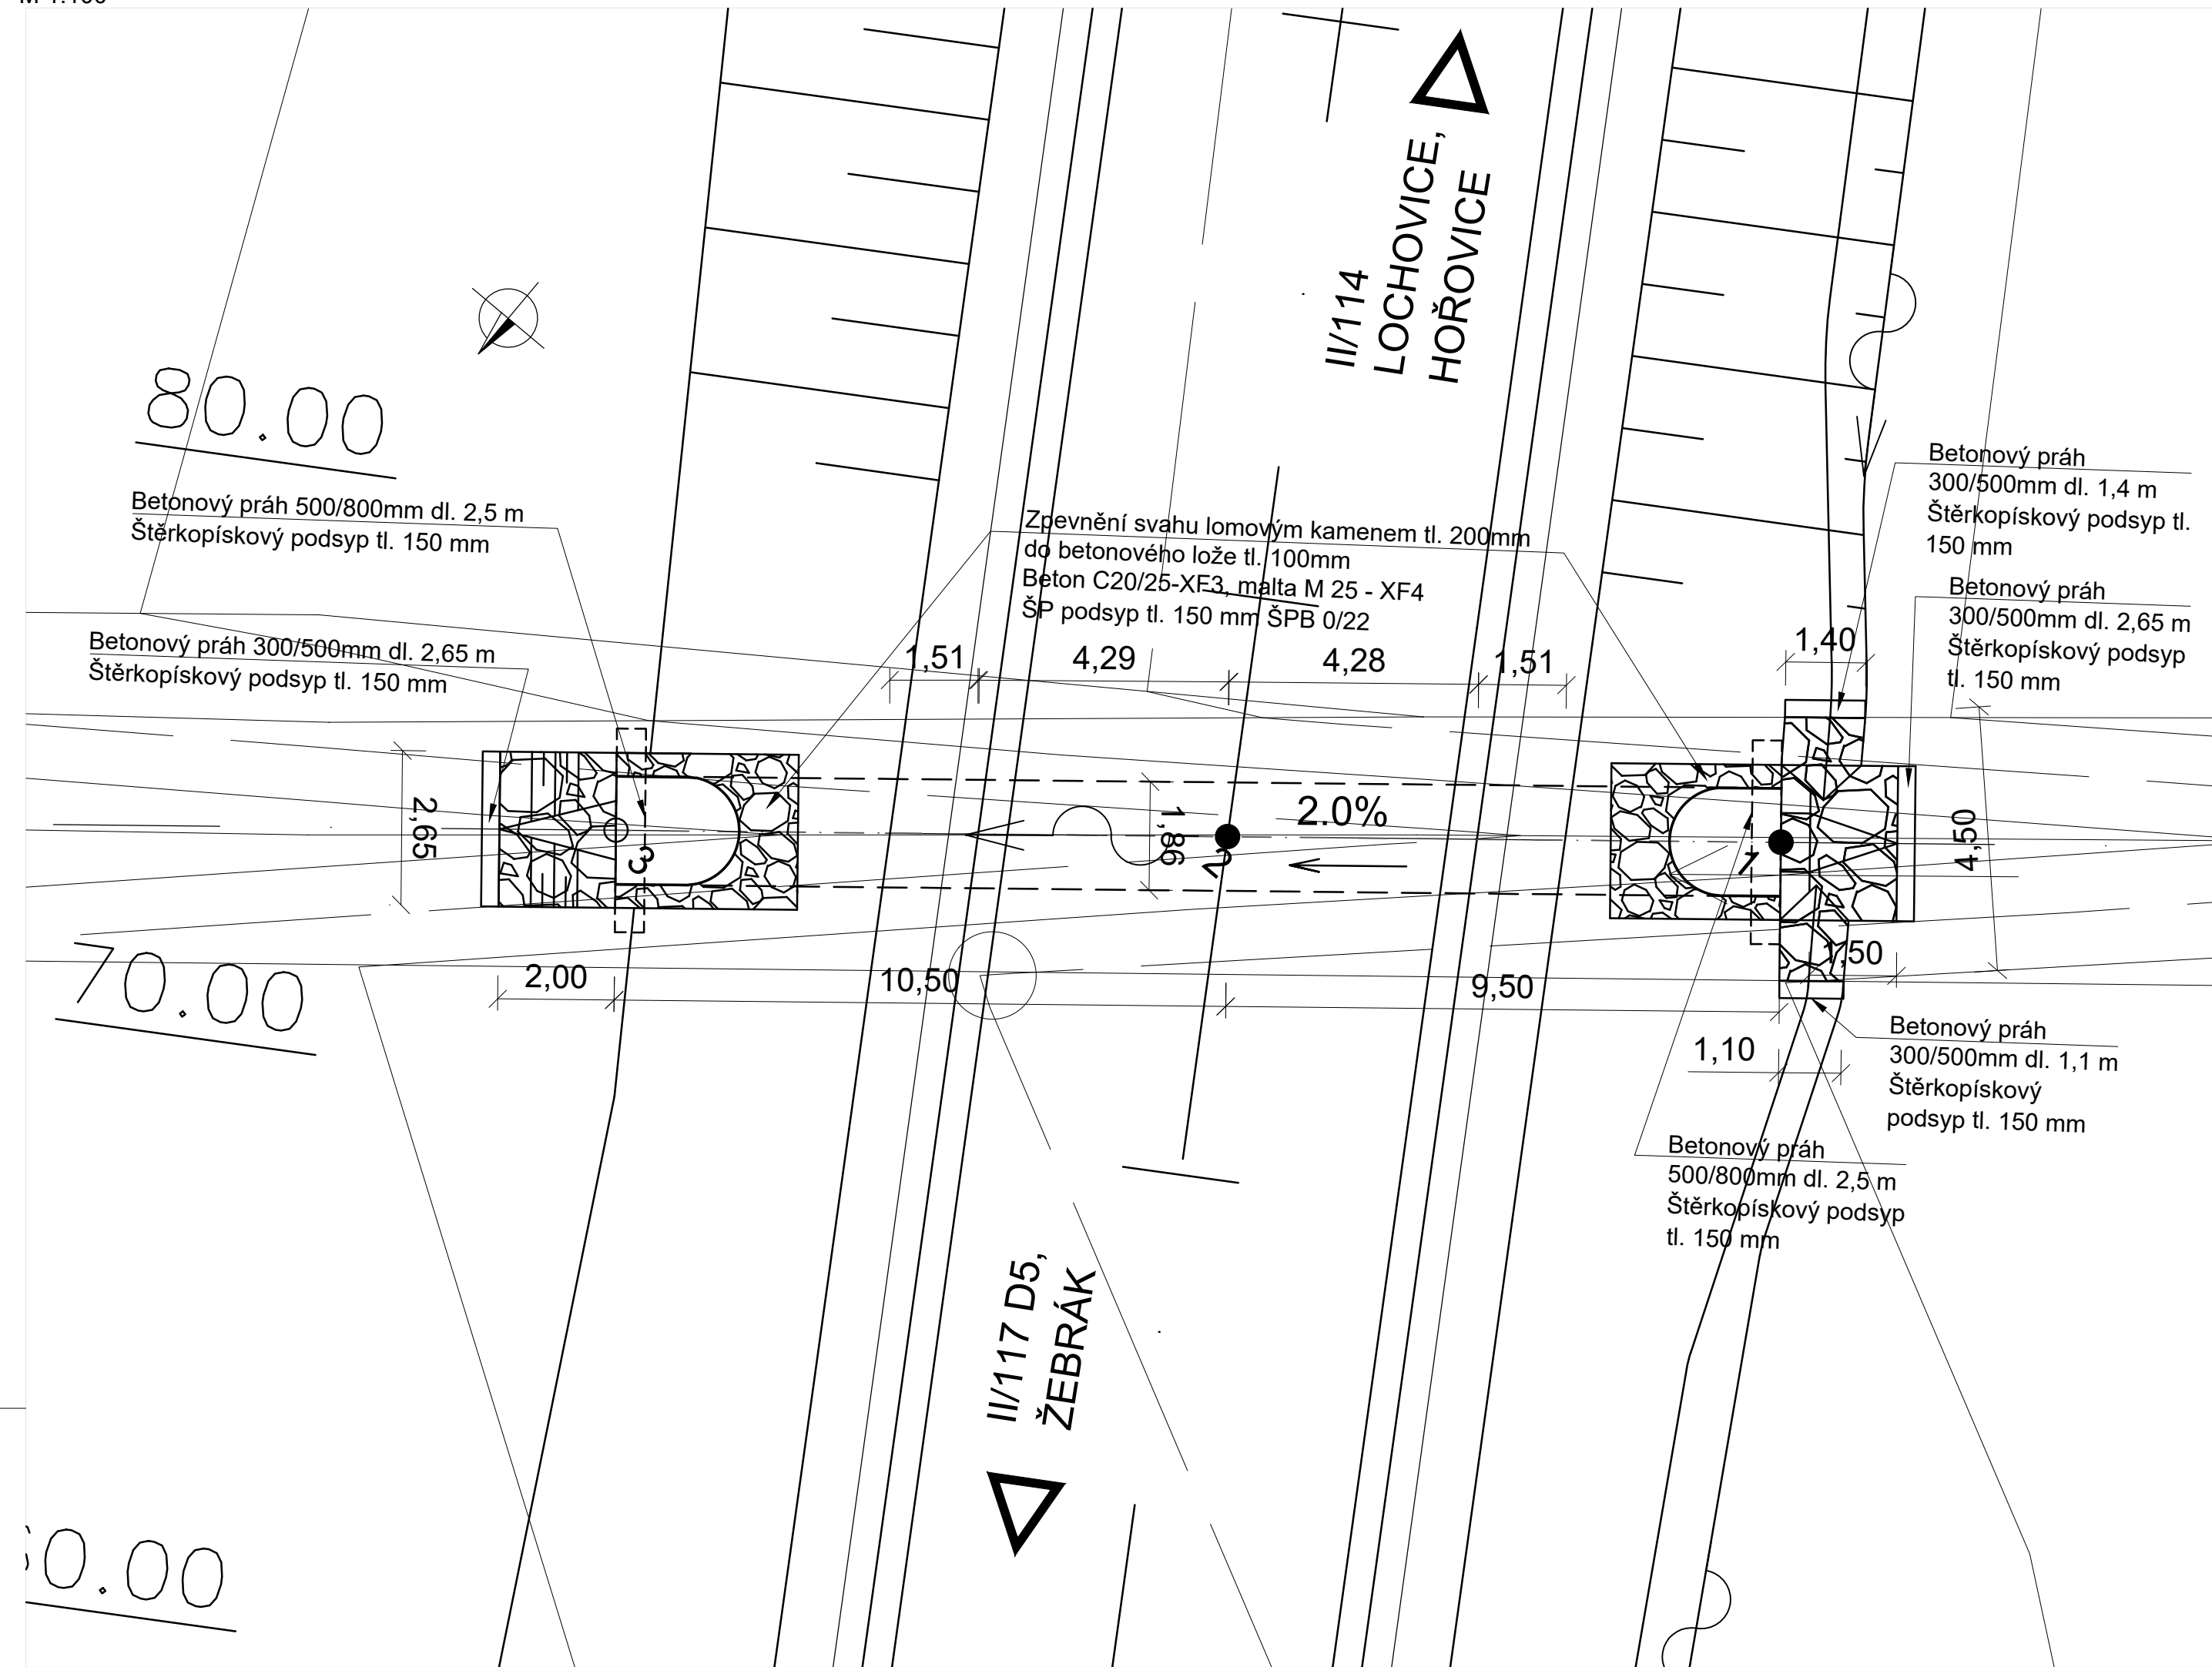 II/114
LOCHOVICE,
HOŘOVICE
80.00
Betonový práh 500/800mm dl. 2,5 m
Štěrkopískový podsyp tl. 150 mm
Zpevnění svahu lomovým kamenem tl. 200mm
do betonového lože tl. 100mm
Beton C20/25-XF3, malta M 25 - XF4
ŠP podsyp tl. 150 mm ŠPB 0/22
Betonový práh
300/500mm dl. 1,4 m
Štěrkopískový podsyp tl.
150 mm
Betonový práh
300/500mm dl. 2,65 m
Štěrkopískový podsyp
tl. 150 mm
Betonový práh 300/500mm dl. 2,65 m
Štěrkopískový podsyp tl. 150 mm
1,51
4,29
4,28
1,51
1,40
2,65
3
1,86
2
2.0%
1
4,50
70.00
2,00
10,50
9,50
1,50
1,10
Betonový práh
300/500mm dl. 1,1 m
Štěrkopískový
podsyp tl. 150 mm
Betonový práh
500/800mm dl. 2,5 m
Štěrkopískový podsyp
tl. 150 mm
II/117 D5,
ŽEBRÁK
0.00